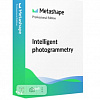 Metashape
Professional Edition
Intelligent
photogrammetry